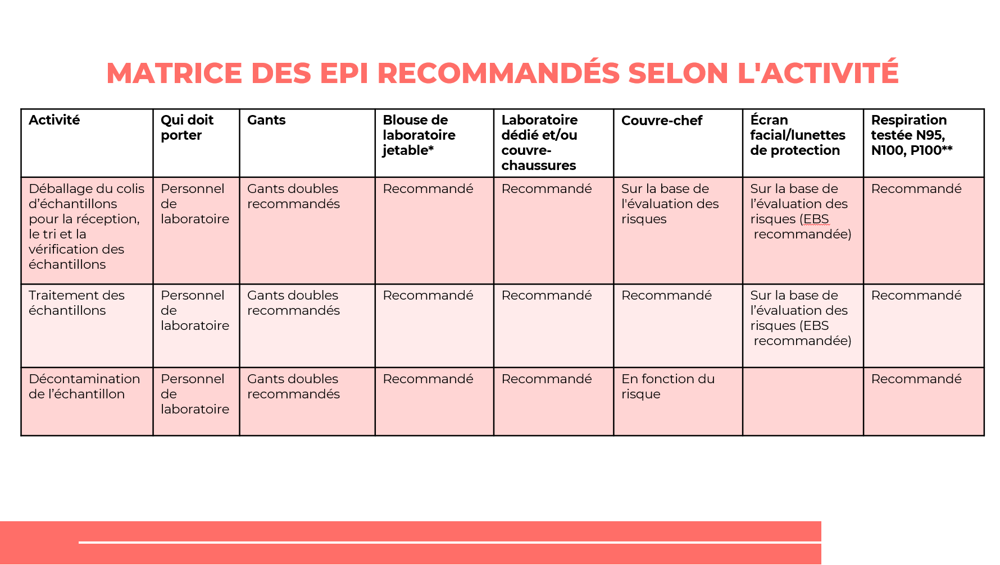 MATRICE DES EPI RECOMMANDÉS SELON L'ACTIVITÉ
Activité
Qui doit
porter
Gants
Blouse de
laboratoire
jetable*
Laboratoire
dédié et/ou
couvre-
chaussures
Couvre-chef
Écran
facial/lunettes
de protection
Respiration
testée N95,
N100, P100**
Déballage du colis
d’échantillons
pour la réception,
le tri et la
vérification des
échantillons
Personnel
de
laboratoire
Gants doubles
recommandés
Recommandé
Recommandé
Sur la base de
l'évaluation des
risques
Sur la base de
l’évaluation des
risques (EBS
recommandée)
Recommandé
Traitement des
échantillons
Personnel
de
laboratoire
Gants doubles
recommandés
Recommandé
Recommandé
Recommandé
Sur la base de
l’évaluation des
risques (EBS
recommandée)
Recommandé
Décontamination
de l’échantillon
Personnel
de
laboratoire
Gants doubles
recommandés
Recommandé
Recommandé
En fonction du
risque
Recommandé